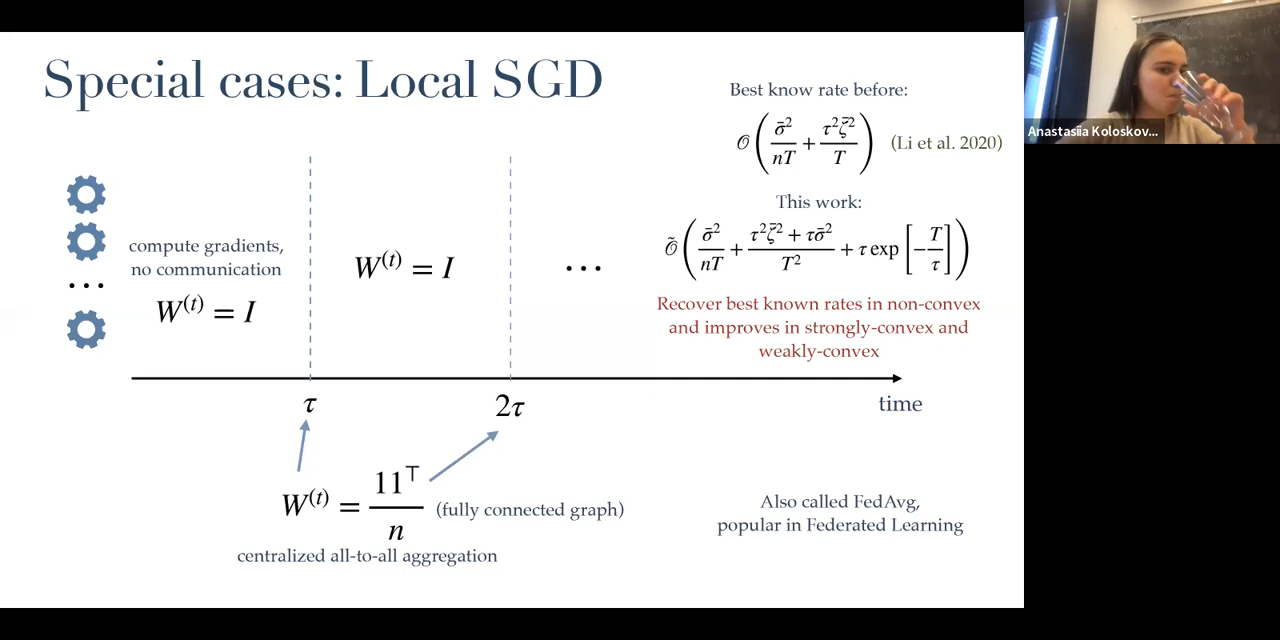 Special cases: Local SGD
Best know rate before:
𝒪(σ̄²/nT + τ²ζ̄²/T) (Li et al. 2020)
This work:
𝒪̃(σ̄²/nT + (τ²ζ̄² + τσ̄²)/T² + τ exp[−T/τ])
Recover best known rates in non-convex
and improves in strongly-convex and
weakly-convex
compute gradients,
no communication
W⁽ᵗ⁾ = I
W⁽ᵗ⁾ = I
...
...
τ
2τ
time
W⁽ᵗ⁾ = 11ᵀ/n (fully connected graph)
centralized all-to-all aggregation
Also called FedAvg,
popular in Federated Learning
Anastasiia Koloskov...